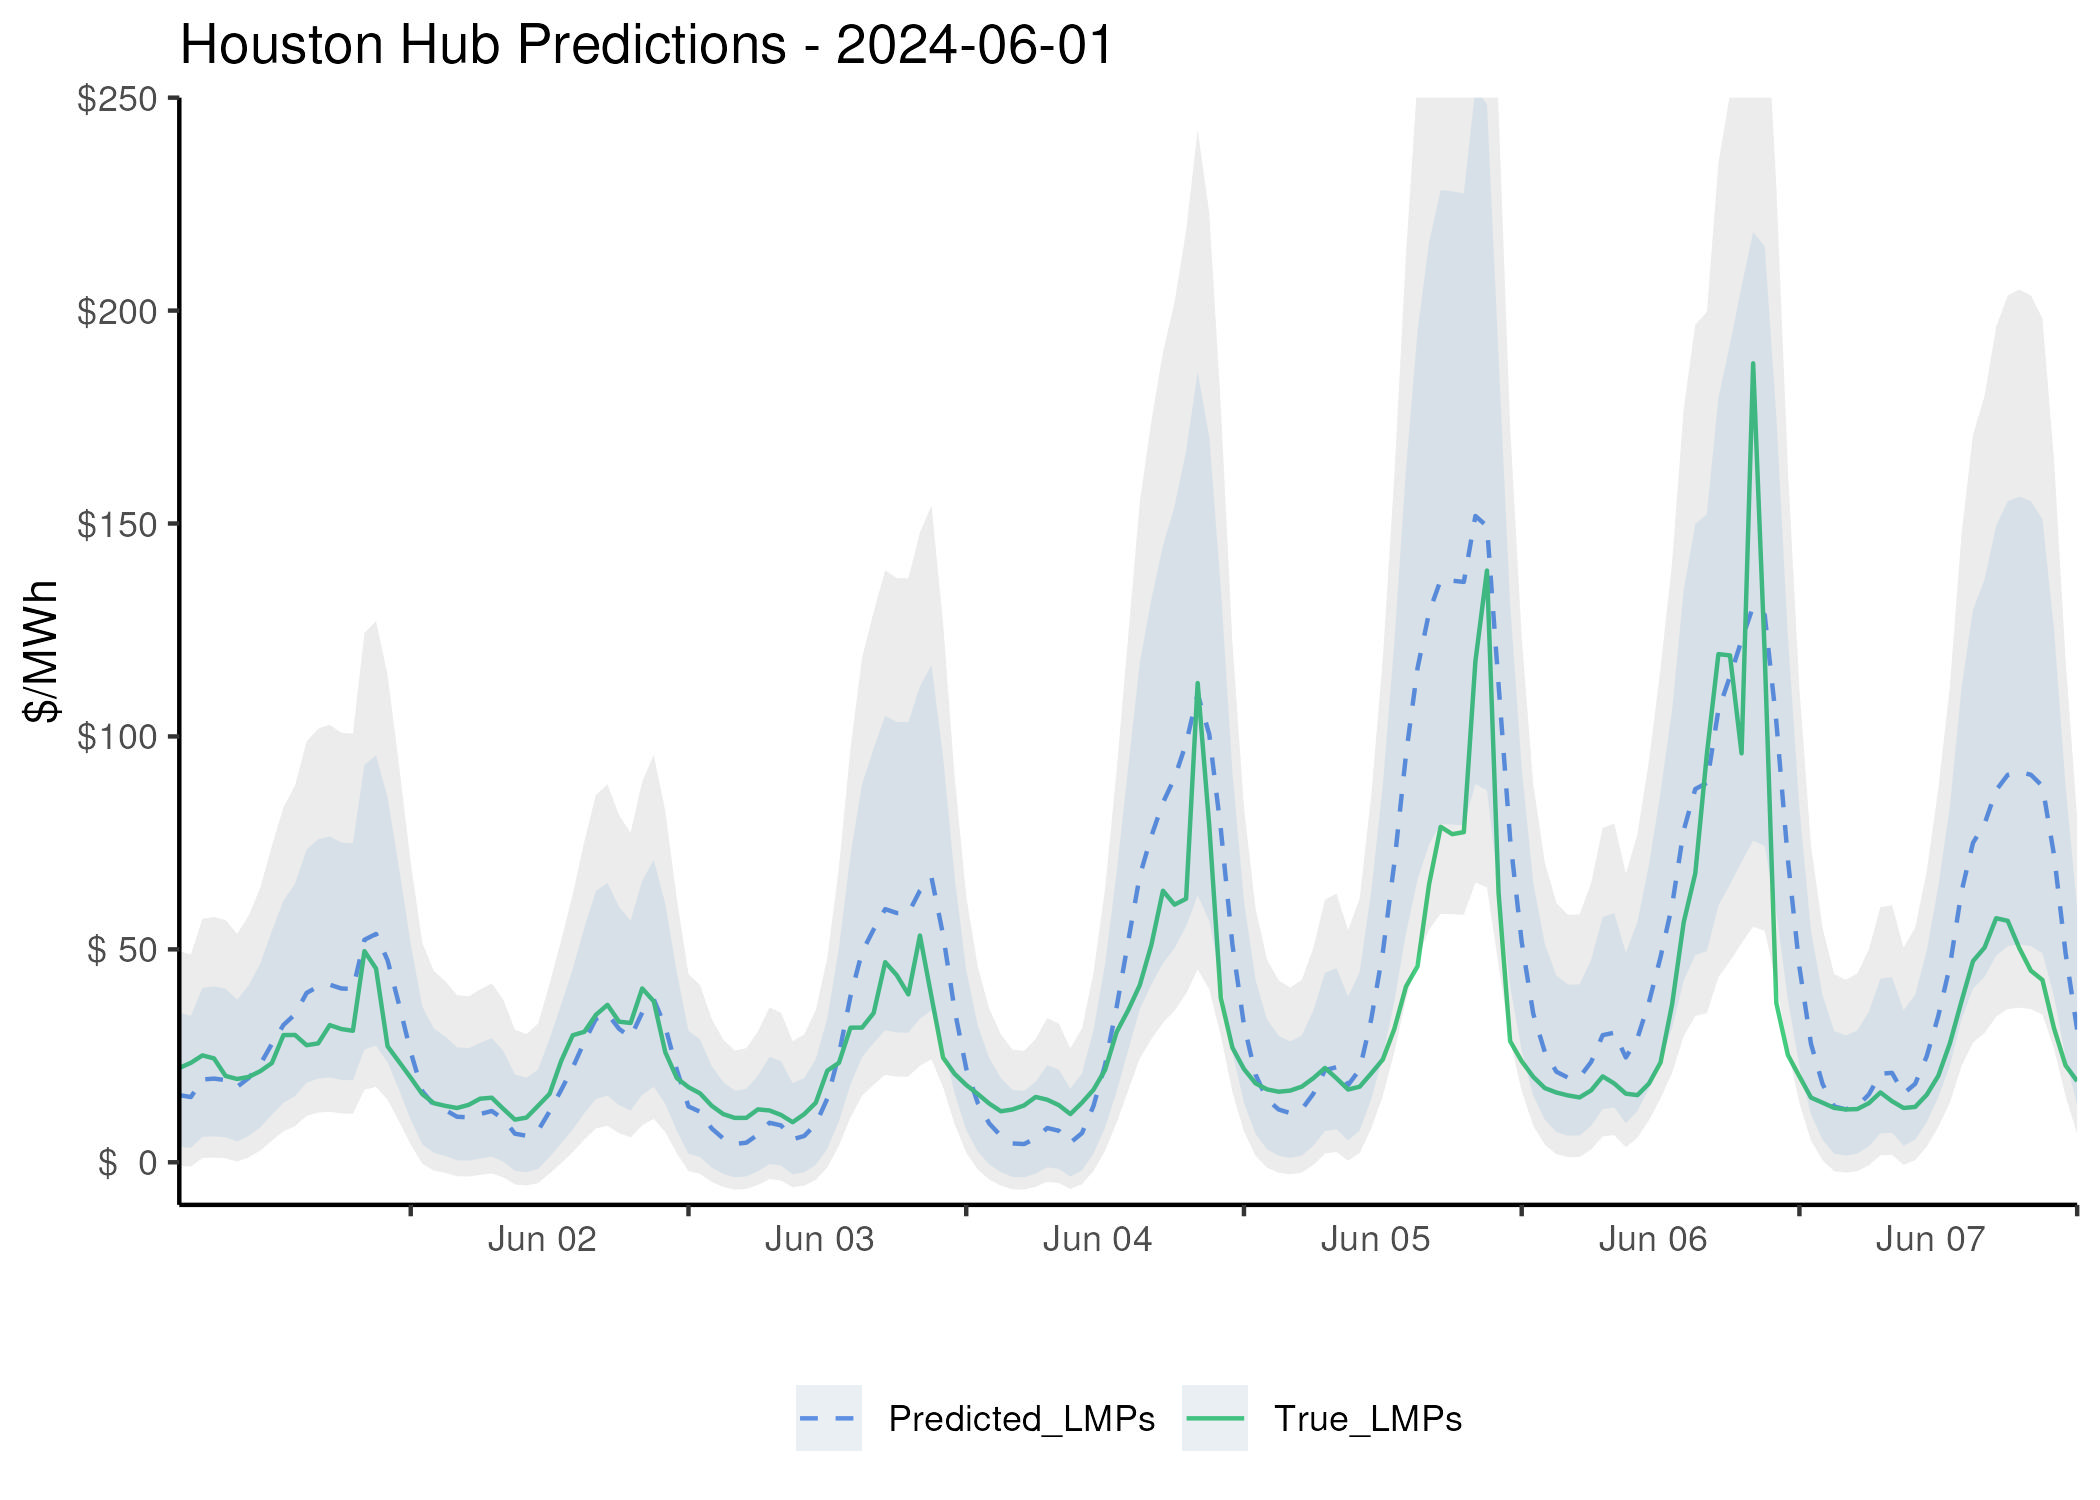 Houston Hub Predictions - 2024-06-01
$250
$200
$150
$100
$ 50
$ 0
$/MWh
Jun 02 Jun 03 Jun 04 Jun 05 Jun 06 Jun 07
Predicted_LMPs True_LMPs